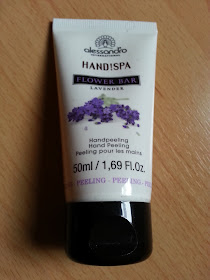 alessandro
INTERNATIONAL
HAND!SPA
FLOWER BAR
LAVENDER
Handpeeling
Hand Peeling
Peeling pour les mains
50ml / 1,69 Fl.Oz.
PEELING - PEELING -